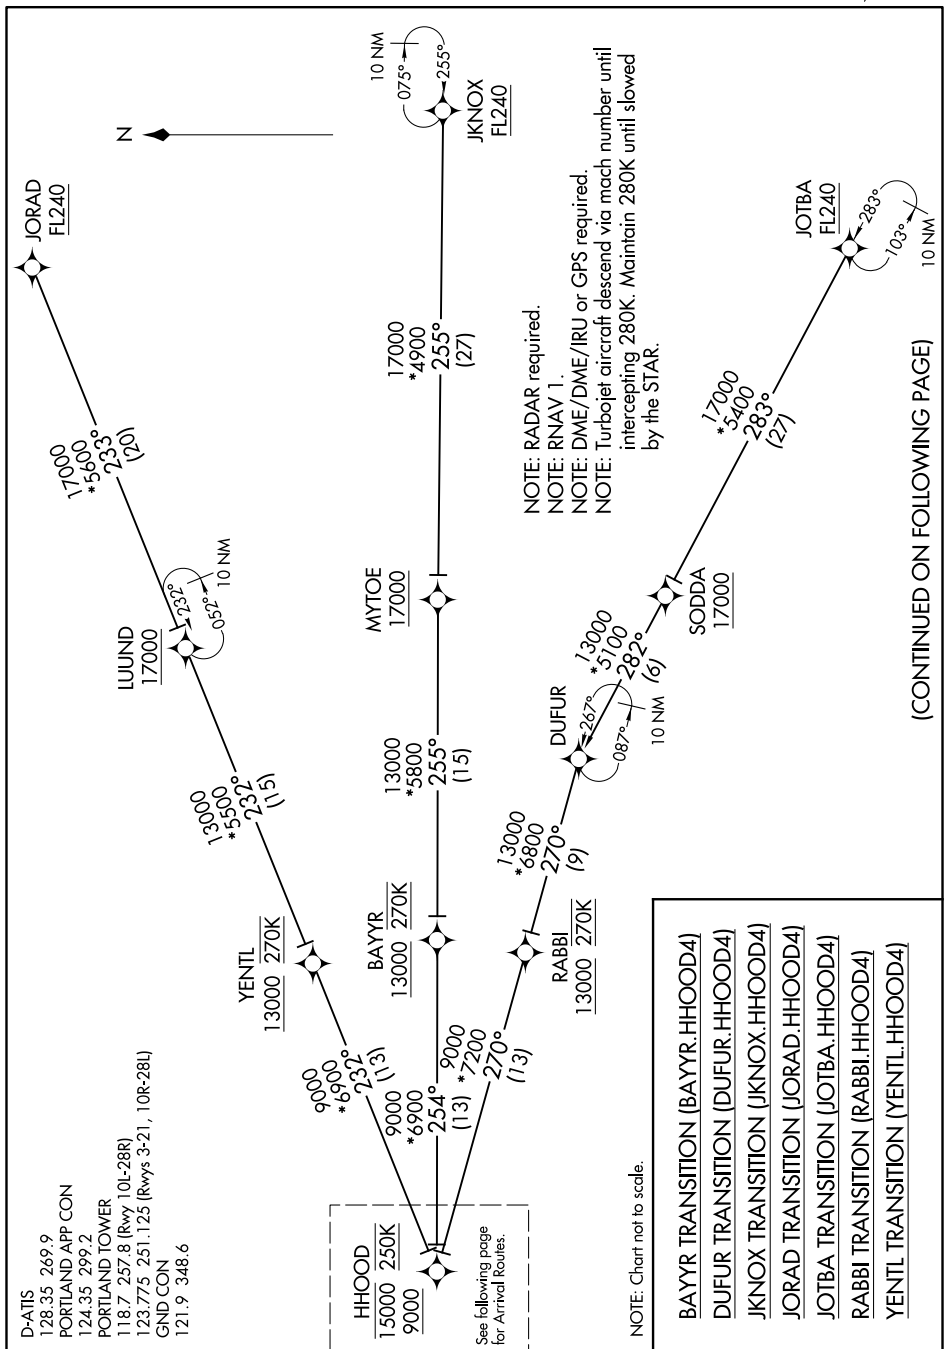 D-ATIS
128.35 269.9
PORTLAND APP CON
124.35 299.2
PORTLAND TOWER
118.7 257.8 (Rwy 10L-28R)
123.775 251.125 (Rwys 3-21, 10R-28L)
GND CON
121.9 348.6
N
JORAD
FL240
17000
*5600
233°
(20)
LUUND
17000
232°
052°
10 NM
13000
*5500
232°
(15)
YENTL
13000 270K
9000
*6900
232°
(13)
JKNOX
FL240
10 NM
075°
255°
17000
*4900
255°
(27)
MYTOE
17000
13000
*5800
255°
(15)
BAYYR
13000 270K
9000
*6900
254°
(13)
HHOOD
15000 250K
9000
See following page
for Arrival Routes.
NOTE: RADAR required.
NOTE: RNAV 1.
NOTE: DME/DME/IRU or GPS required.
NOTE: Turbojet aircraft descend via mach number until
intercepting 280K. Maintain 280K until slowed
by the STAR.
JOTBA
FL240
283°
103°
10 NM
17000
*5400
283°
(27)
SODDA
17000
13000
*5100
282°
(6)
DUFUR
267°
087°
10 NM
13000
*6800
270°
(9)
RABBI
13000 270K
9000
*7200
270°
(13)
(CONTINUED ON FOLLOWING PAGE)
NOTE: Chart not to scale.
BAYYR TRANSITION (BAYYR.HHOOD4)
DUFUR TRANSITION (DUFUR.HHOOD4)
JKNOX TRANSITION (JKNOX.HHOOD4)
JORAD TRANSITION (JORAD.HHOOD4)
JOTBA TRANSITION (JOTBA.HHOOD4)
RABBI TRANSITION (RABBI.HHOOD4)
YENTL TRANSITION (YENTL.HHOOD4)